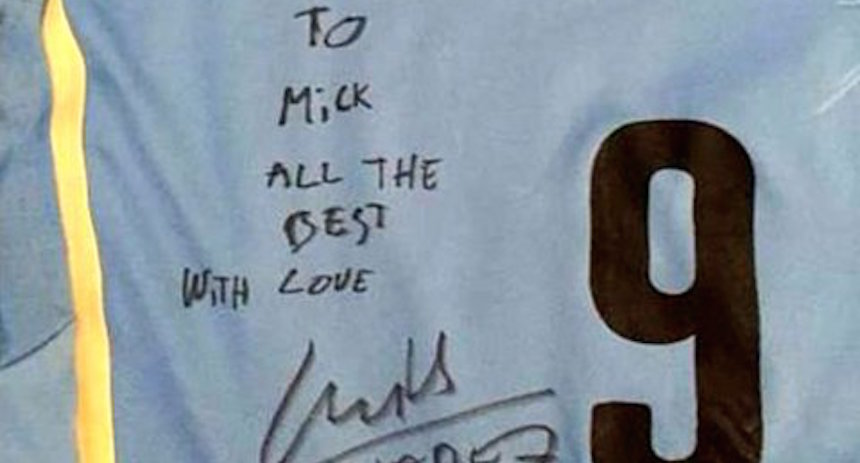 TO
MiCK
ALL THE
BEST
WiTH LOVE
9